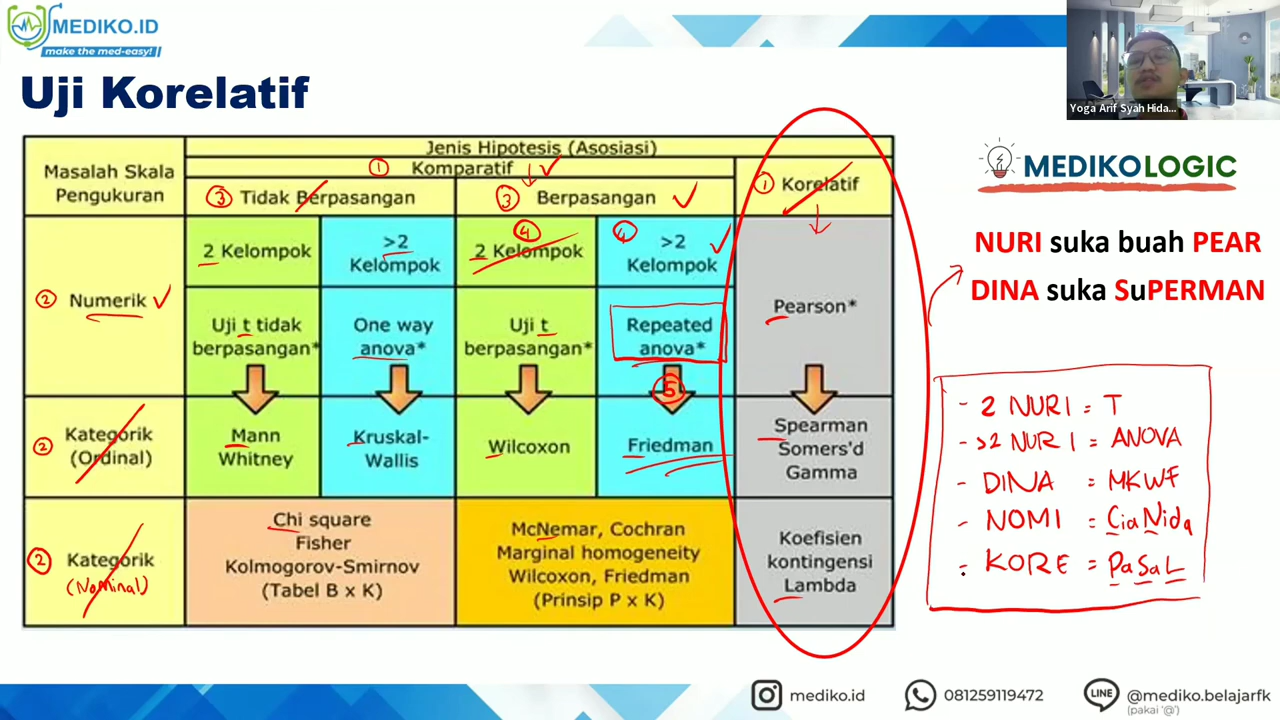 MEDIKO.ID
make the med-easy!
Yoga Arif Syah Hida...
Uji Korelatif
Masalah Skala
Pengukuran
Jenis Hipotesis (Asosiasi)
① Komparatif
③ Tidak Berpasangan
③ Berpasangan
① Korelatif
2 Kelompok
>2
Kelompok
④
2 Kelompok
④ >2
Kelompok
② Numerik
Uji t tidak
berpasangan*
One way
anova*
Uji t
berpasangan*
Repeated
anova*
Pearson*
⑤
② Kategorik
(Ordinal)
Mann
Whitney
Kruskal-
Wallis
Wilcoxon
Friedman
Spearman
Somers'd
Gamma
② Kategorik
(Nominal)
Chi square
Fisher
Kolmogorov-Smirnov
(Tabel B x K)
McNemar, Cochran
Marginal homogeneity
Wilcoxon, Friedman
(Prinsip P x K)
Koefisien
kontingensi
Lambda
MEDIKOLOGIC
NURI suka buah PEAR
DINA suka SuPERMAN
- 2 NURI = T
- >2 NURI = ANOVA
- DINA = MKWF
- NOMI = CiaNida
- KORE = PaSaL
mediko.id
081259119472
@mediko.belajarfk
(pakai '@')